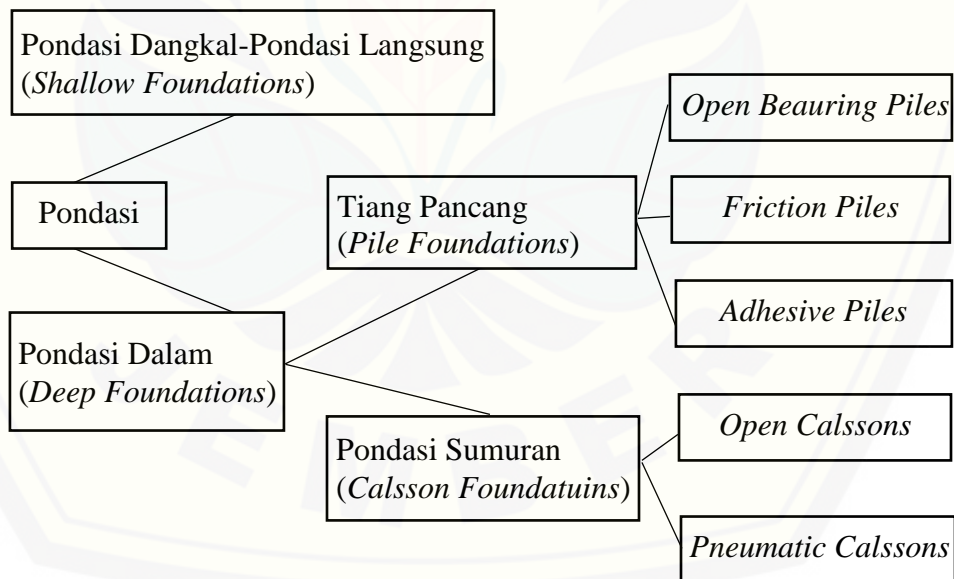 Pondasi Dangkal-Pondasi Langsung
(Shallow Foundations)
Pondasi
Pondasi Dalam
(Deep Foundations)
Tiang Pancang
(Pile Foundations)
Pondasi Sumuran
(Calsson Foundatuins)
Open Beauring Piles
Friction Piles
Adhesive Piles
Open Calssons
Pneumatic Calssons
JEMBER